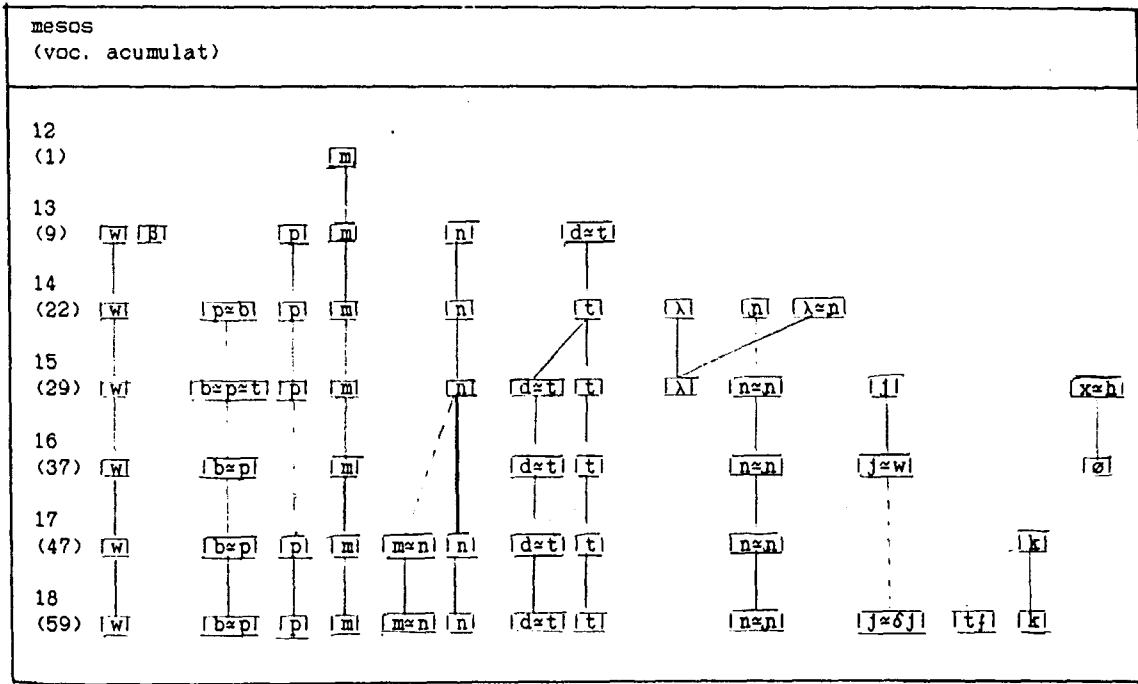 mesos
(voc. acumulat)
12
(1) m
13
(9) w β p m n d≃t
14
(22) w p≃b p m n t λ ɲ λ≃ɲ
15
(29) w b≃p≃t p m n d≃t t λ n≃ɲ j x≃h
16
(37) w b≃p m d≃t t n≃ɲ j≃w ø
17
(47) w b≃p p m m≃n n d≃t t n≃ɲ k
18
(59) w b≃p p m m≃n n d≃t t n≃ɲ j≃δj tʃ k